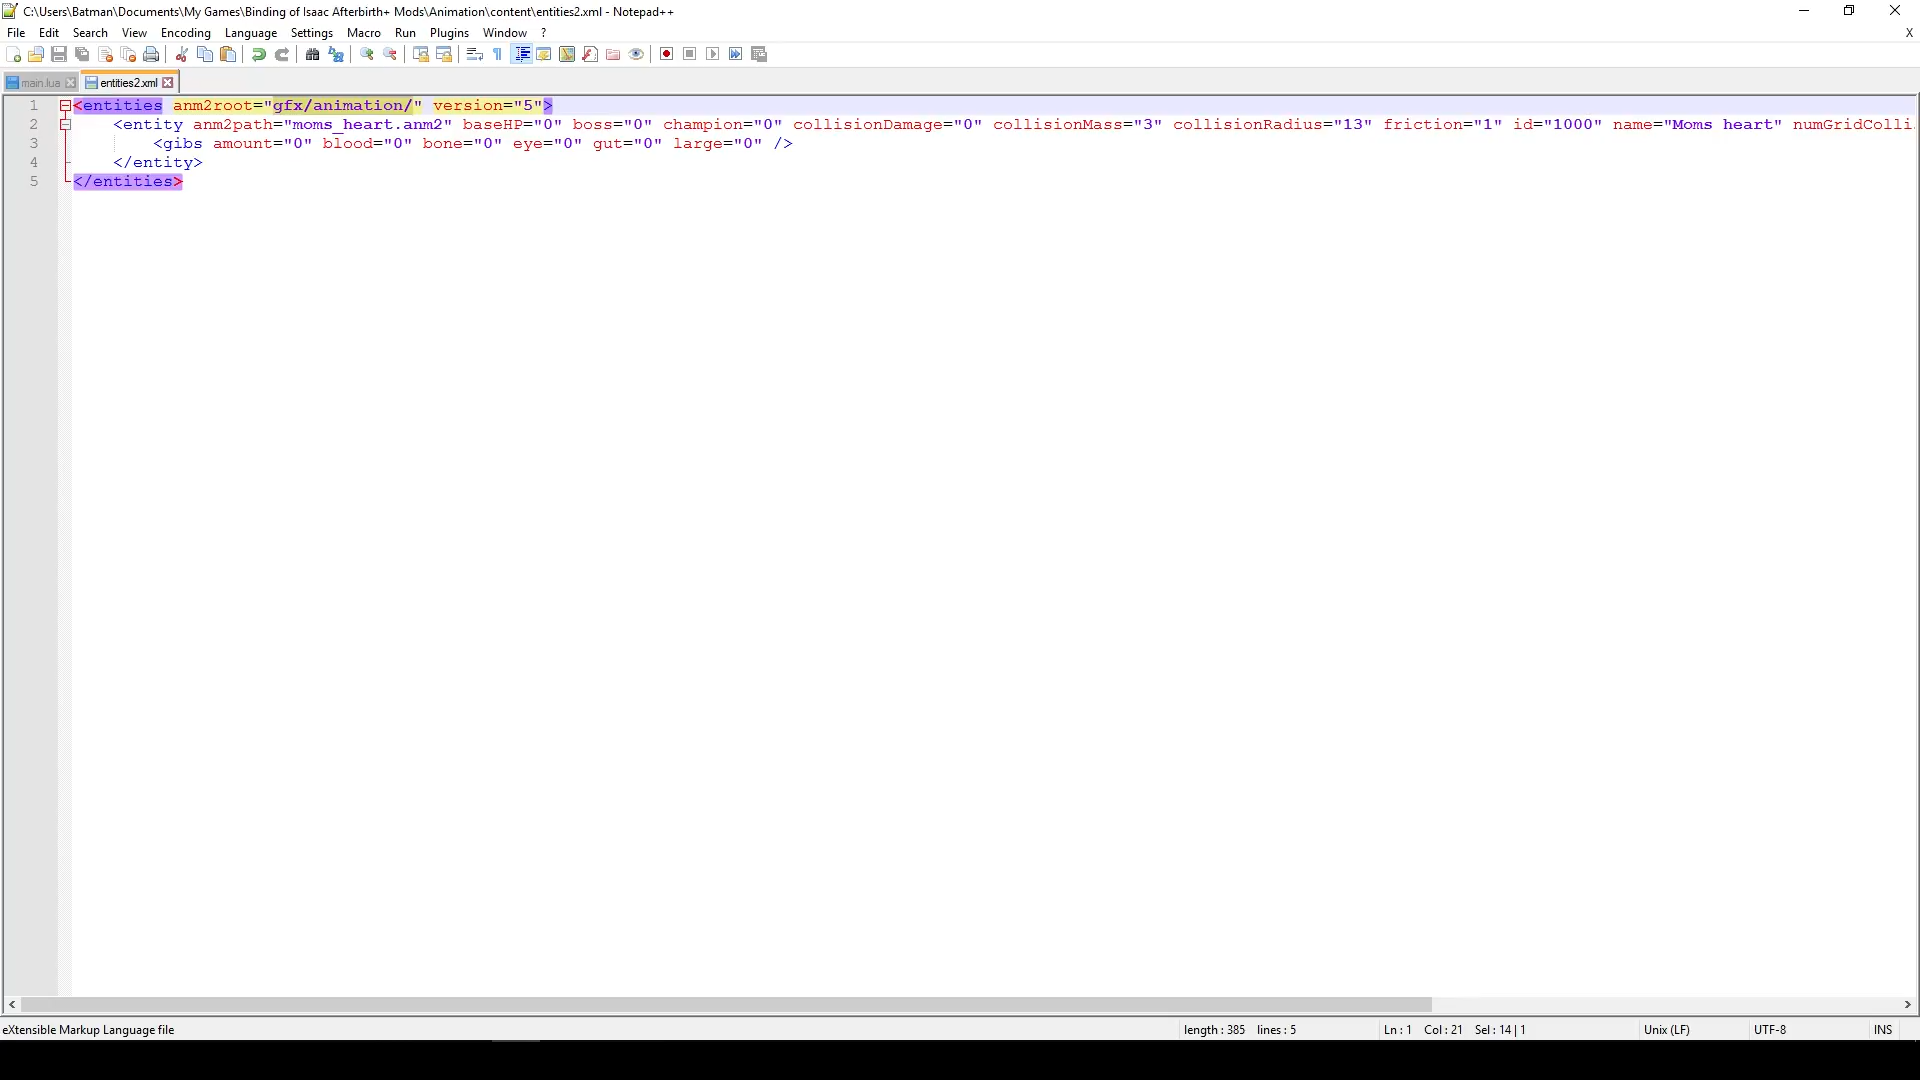 C:\Users\Batman\Documents\My Games\Binding of Isaac Afterbirth+ Mods\Animation\content\entities2.xml - Notepad++
File Edit Search View Encoding Language Settings Macro Run Plugins Window ? X
main.lua entities2.xml
1 <entities anm2root="gfx/animation/" version="5">
2 <entity anm2path="moms_heart.anm2" baseHP="0" boss="0" champion="0" collisionDamage="0" collisionMass="3" collisionRadius="13" friction="1" id="1000" name="Moms heart" numGridColli
3 <gibs amount="0" blood="0" bone="0" eye="0" gut="0" large="0" />
4 </entity>
5 </entities>
eXtensible Markup Language file length : 385 lines : 5 Ln : 1 Col : 21 Sel : 14 | 1 Unix (LF) UTF-8 INS